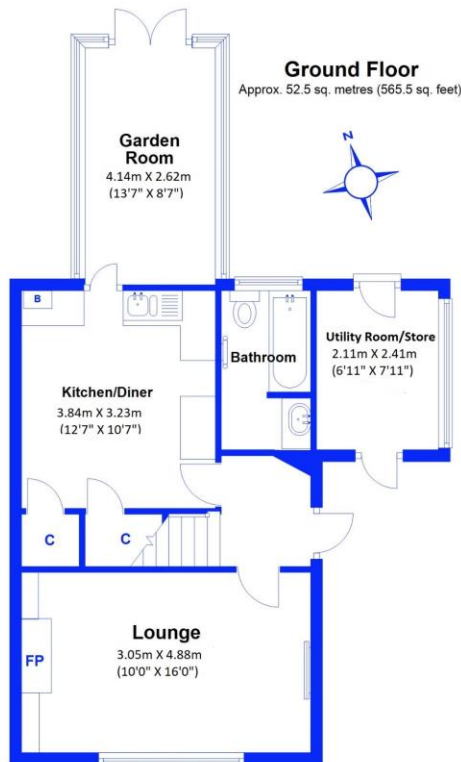 Ground Floor
Approx. 52.5 sq. metres (565.5 sq. feet)
N
Garden
Room
4.14m X 2.62m
(13'7" X 8'7")
B
Bathroom
Utility Room/Store
2.11m X 2.41m
(6'11" X 7'11")
Kitchen/Diner
3.84m X 3.23m
(12'7" X 10'7")
C
C
Lounge
3.05m X 4.88m
(10'0" X 16'0")
FP